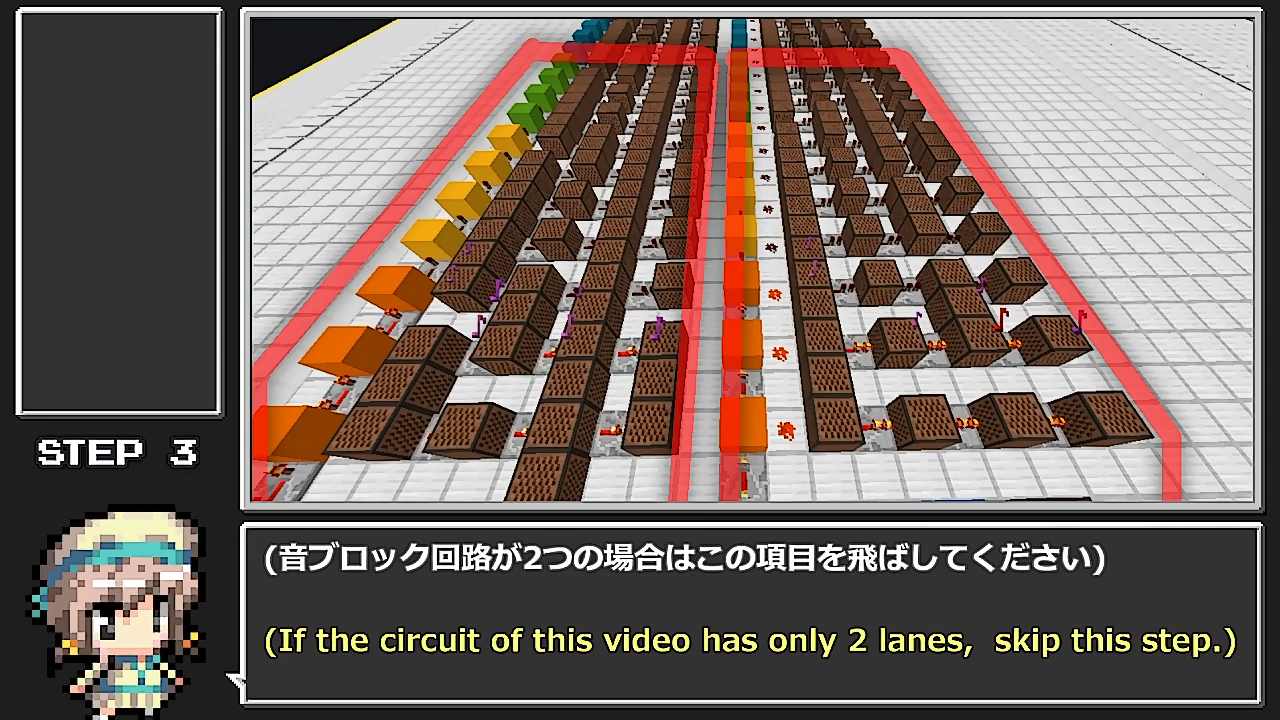 STEP 3
(音ブロック回路が2つの場合はこの項目を飛ばしてください)
(If the circuit of this video has only 2 lanes, skip this step.)